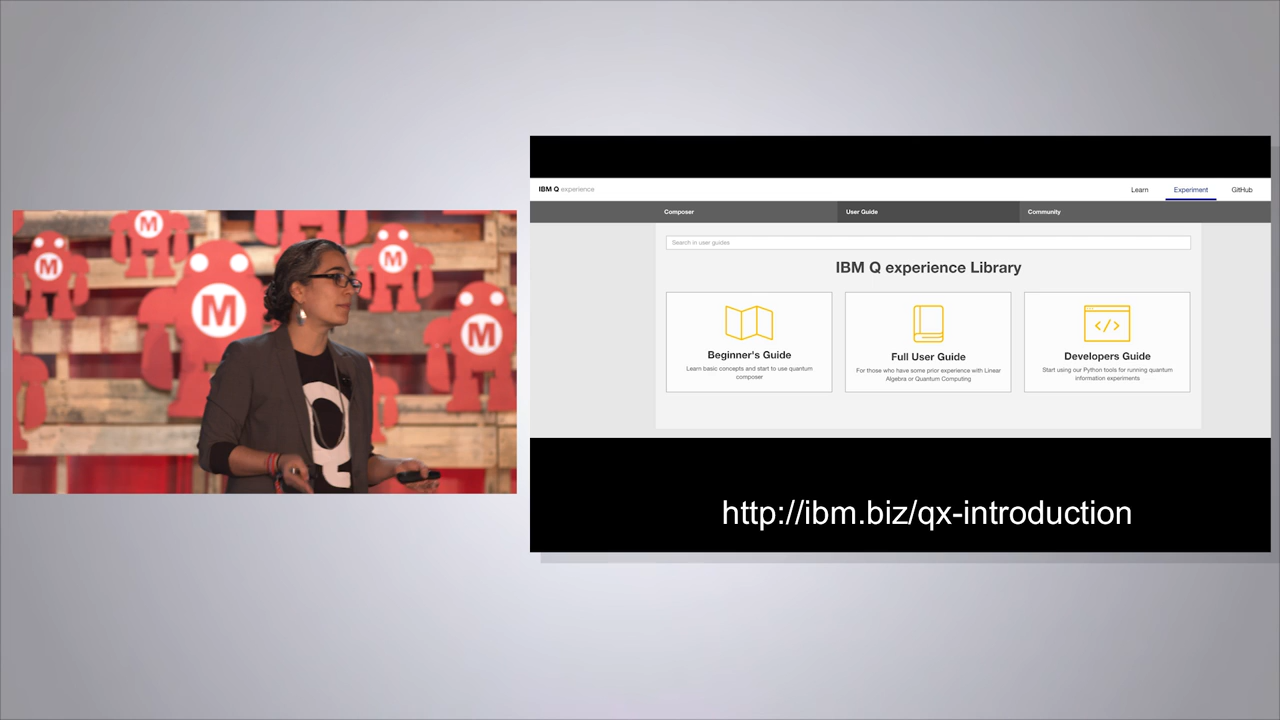 M
M
M
M
M
Q
IBM Q experience
Learn
Experiment
GitHub
Composer
User Guide
Community
Search in user guides
IBM Q experience Library
Beginner's Guide
Learn basic concepts and start to use quantum
composer
Full User Guide
For those who have some prior experience with Linear
Algebra or Quantum Computing
Developers Guide
Start using our Python tools for running quantum
information experiments
http://ibm.biz/qx-introduction